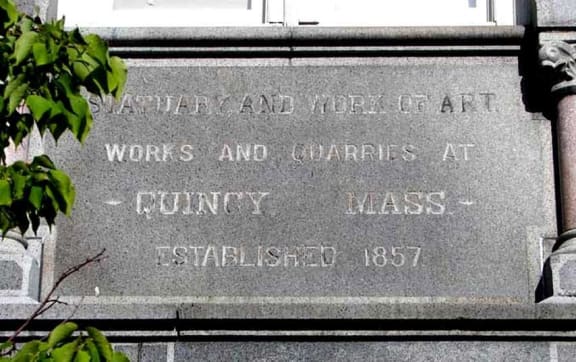 STATUARY, AND WORK OF ART.
WORKS AND QUARRIES AT
- QUINCY MASS. -
ESTABLISHED 1857.